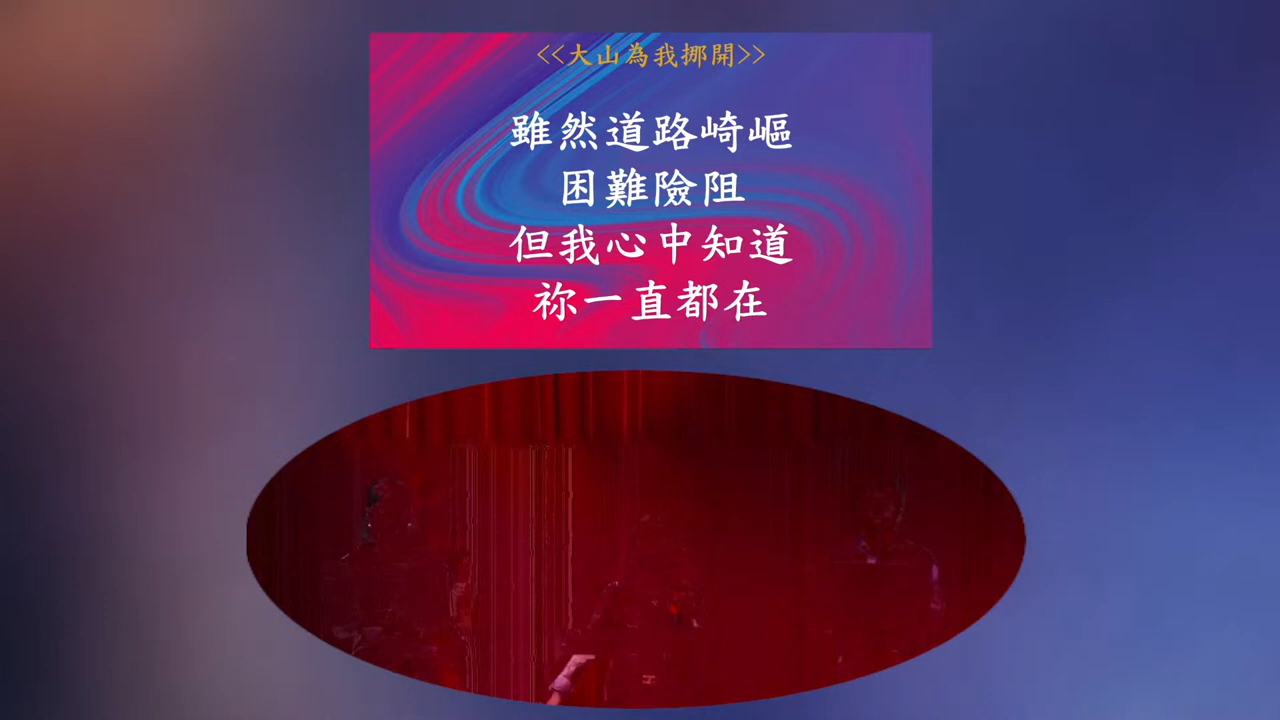 <<大山為我挪開>>
雖然道路崎嶇
困難險阻
但我心中知道
祢一直都在